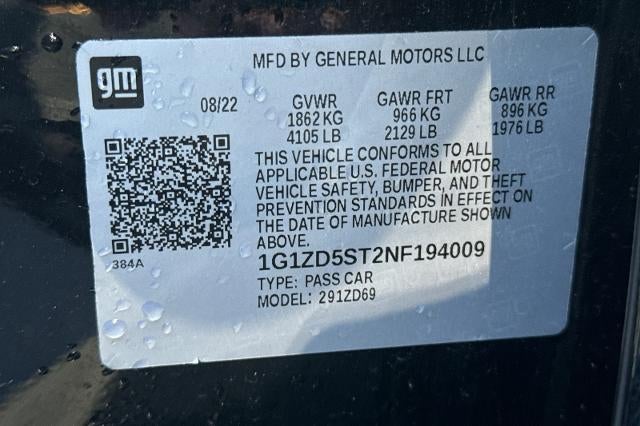 MFD BY GENERAL MOTORS LLC
gm
08/22 GVWR GAWR FRT GAWR RR
1862 KG 966 KG 896 KG
4105 LB 2129 LB 1976 LB
THIS VEHICLE CONFORMS TO ALL
APPLICABLE U.S. FEDERAL MOTOR
VEHICLE SAFETY, BUMPER, AND THEFT
PREVENTION STANDARDS IN EFFECT ON
THE DATE OF MANUFACTURE SHOWN
ABOVE.
384A
1G1ZD5ST2NF194009
TYPE: PASS CAR
MODEL: 291ZD69